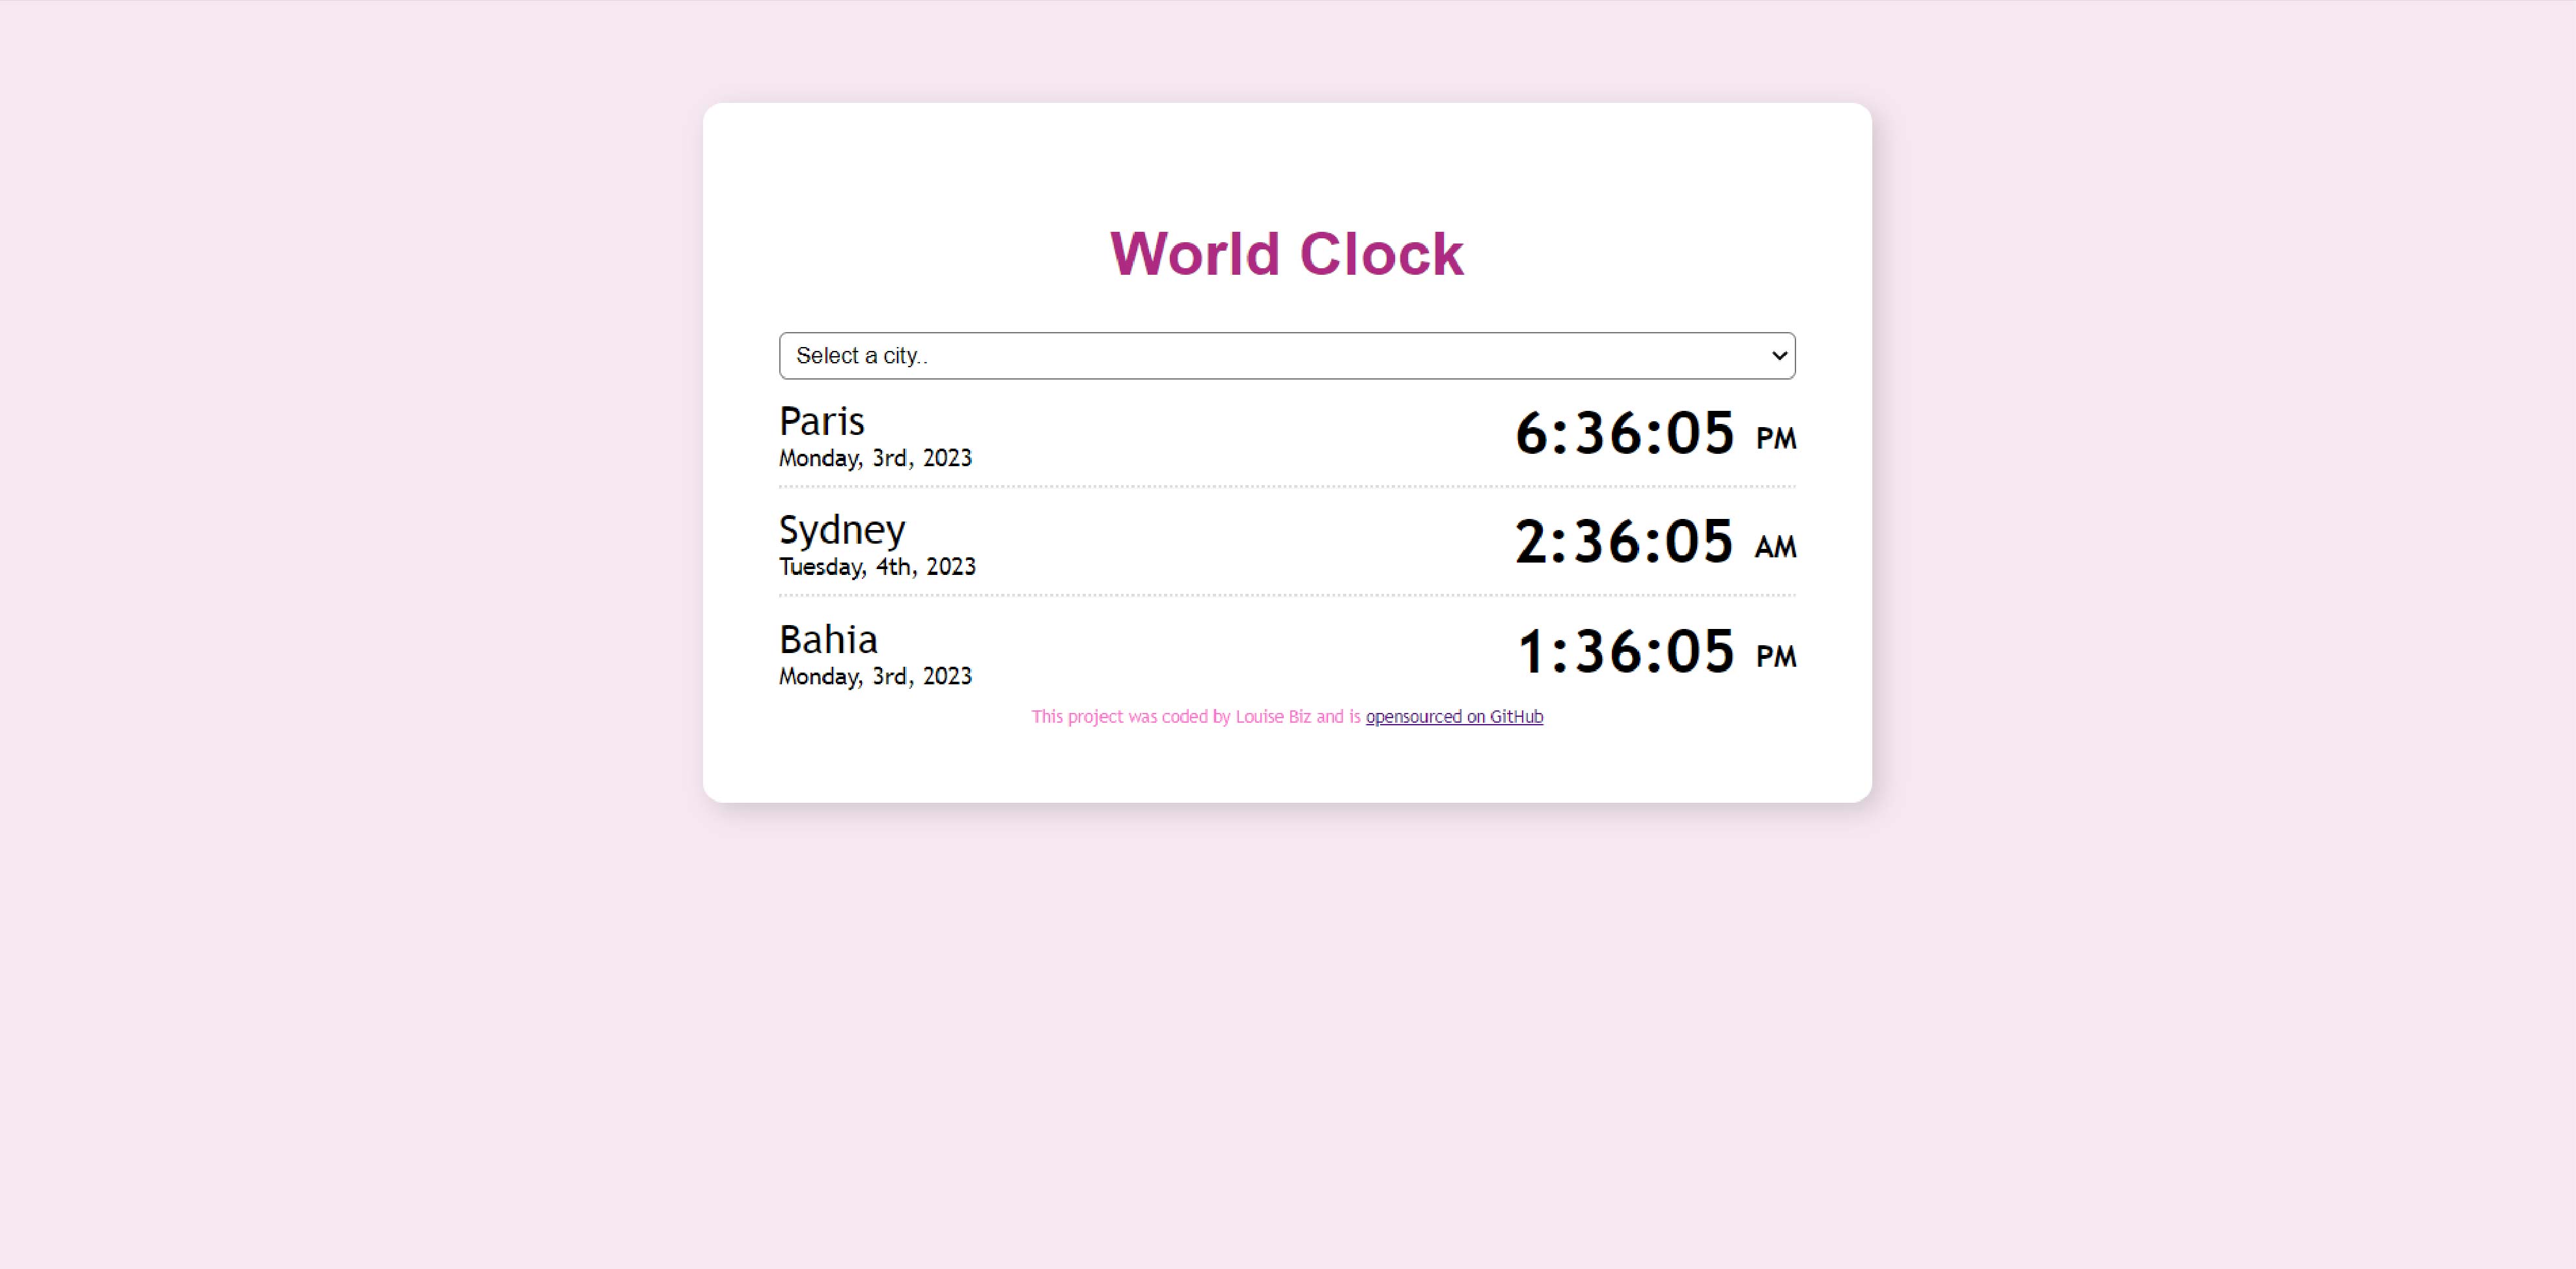 World Clock
Select a city..
Paris
6:36:05 PM
Monday, 3rd, 2023
Sydney
2:36:05 AM
Tuesday, 4th, 2023
Bahia
1:36:05 PM
Monday, 3rd, 2023
This project was coded by Louise Biz and is opensourced on GitHub